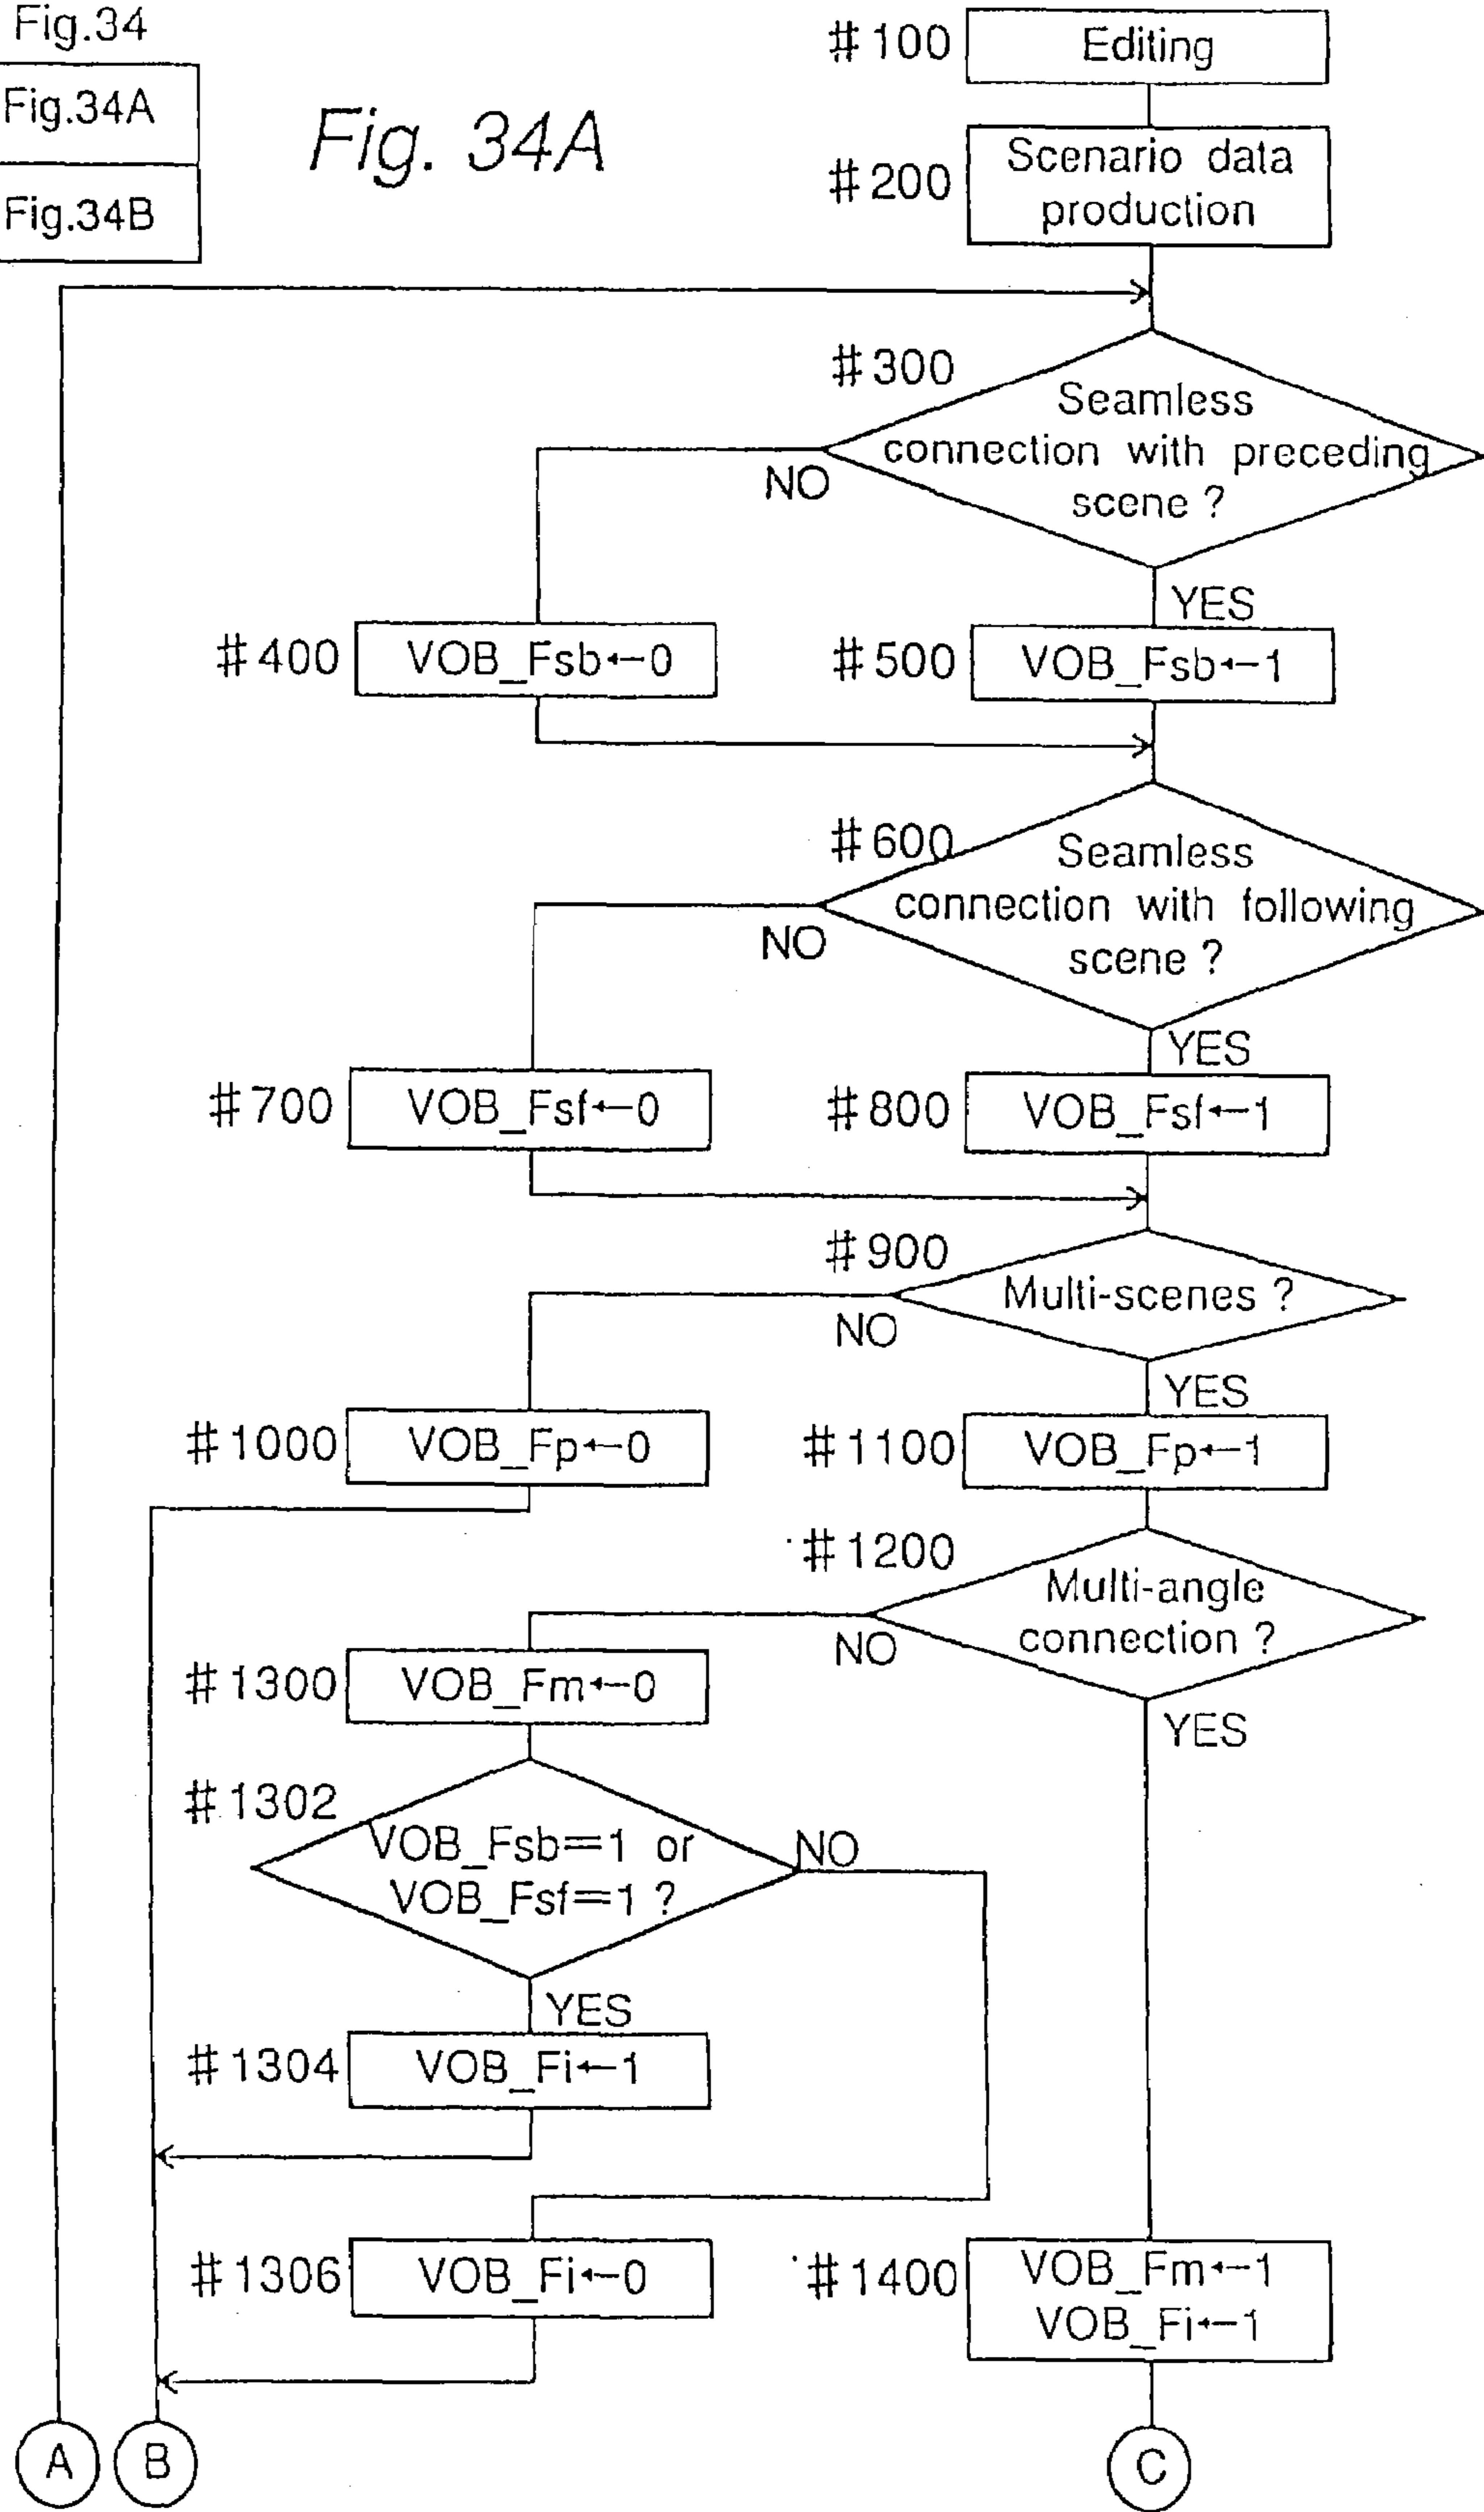 Fig.34
Fig.34A
Fig.34B
Fig. 34A
#100
Editing
#200
Scenario data
production
#300
Seamless
connection with preceding
scene ?
NO
YES
#400
VOB_Fsb←0
#500
VOB_Fsb←1
#600
Seamless
connection with following
scene ?
NO
YES
#700
VOB_Fsf←0
#800
VOB_Fsf←1
#900
Multi-scenes ?
NO
YES
#1000
VOB_Fp←0
#1100
VOB_Fp←1
#1200
Multi-angle
connection ?
NO
YES
#1300
VOB_Fm←0
#1302
VOB_Fsb=1 or
VOB_Fsf=1 ?
NO
YES
#1304
VOB_Fi←1
#1306
VOB_Fi←0
#1400
VOB_Fm←1
VOB_Fi←1
A
B
C